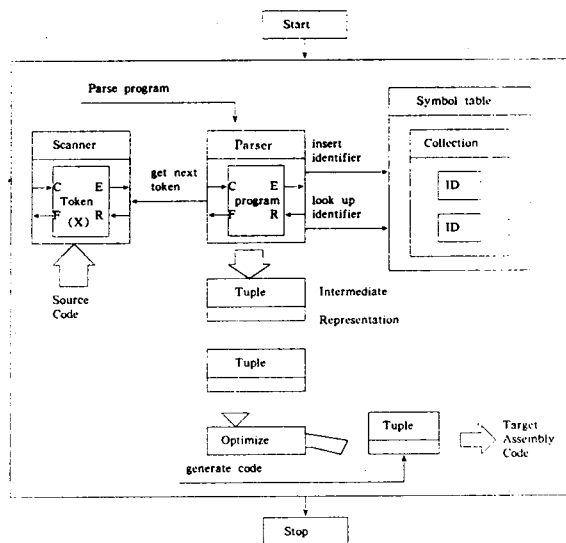 Start
Parse program
Symbol table
Scanner
Parser
insert
identifier
Collection
get next
token
C E
Token
(X)
F R
C E
program
F R
ID
look up
identifier
ID
Source
Code
Tuple
Intermediate
Representation
Tuple
Optimize
Tuple
Target
Assembly
Code
generate code
Stop